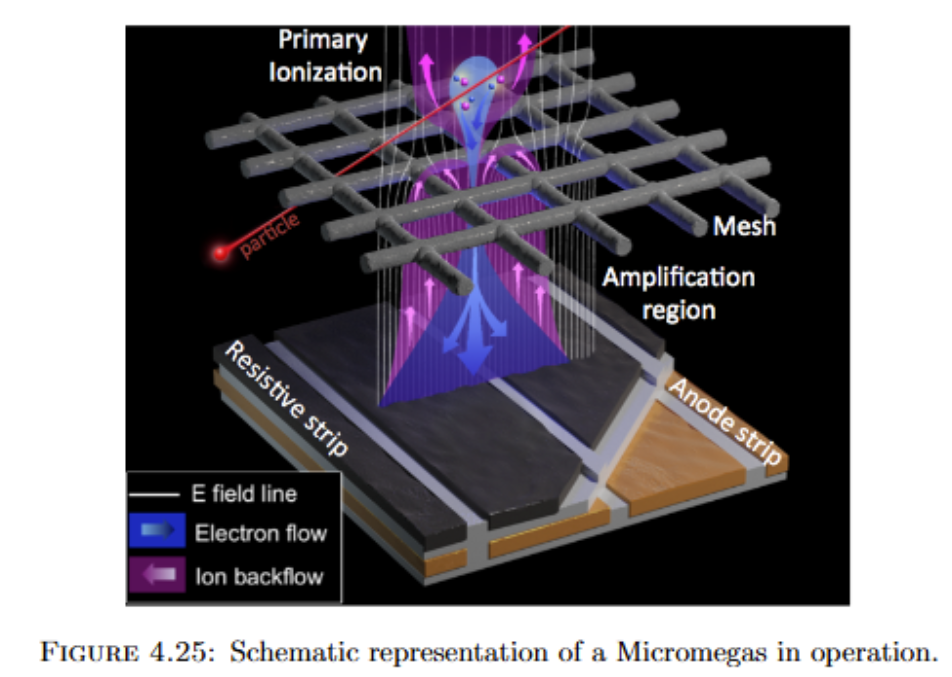 Primary
Ionization
particle
Mesh
Amplification
region
Resistive strip
Anode strip
E field line
Electron flow
Ion backflow
FIGURE 4.25: Schematic representation of a Micromegas in operation.